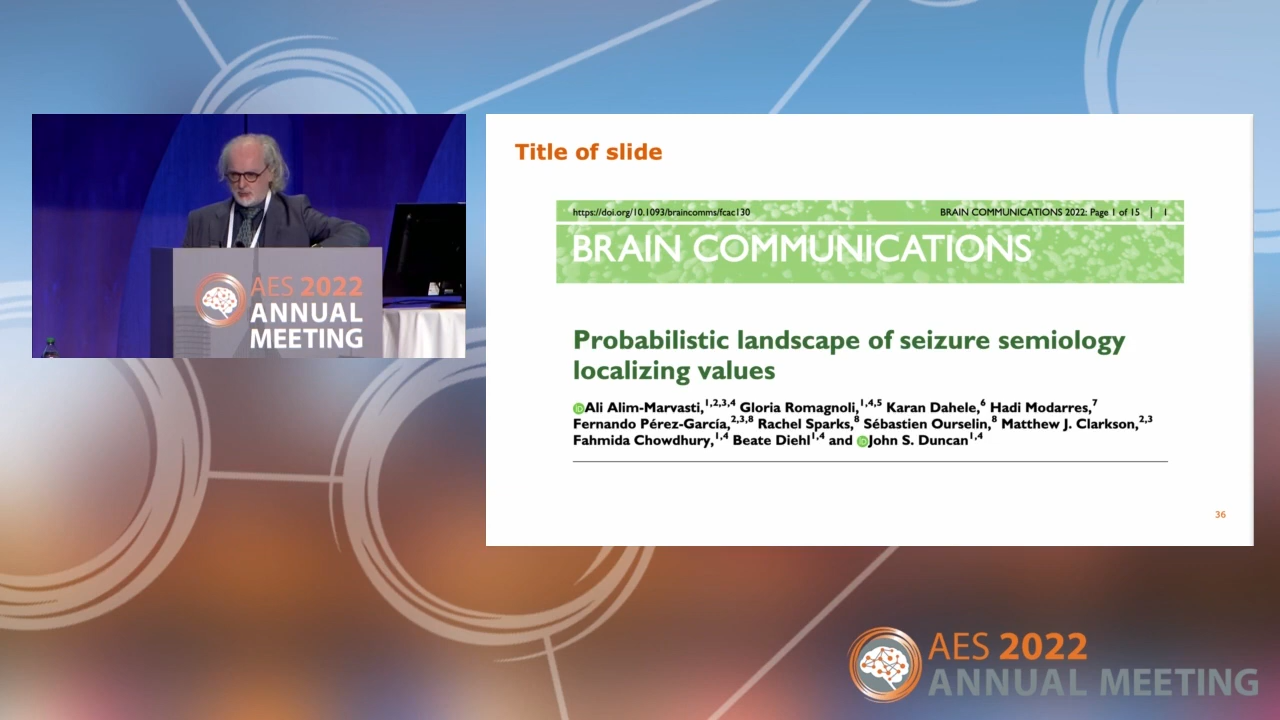 AES 2022
ANNUAL
MEETING
Title of slide
https://doi.org/10.1093/braincomms/fcac130
BRAIN COMMUNICATIONS 2022: Page 1 of 15 | 1
BRAIN COMMUNICATIONS
Probabilistic landscape of seizure semiology
localizing values
Ali Alim-Marvasti,1,2,3,4 Gloria Romagnoli,1,4,5 Karan Dahele,6 Hadi Modarres,7
Fernando Pérez-García,2,3,8 Rachel Sparks,8 Sébastien Ourselin,8 Matthew J. Clarkson,2,3
Fahmida Chowdhury,1,4 Beate Diehl1,4 and John S. Duncan1,4
36
AES 2022
ANNUAL MEETING